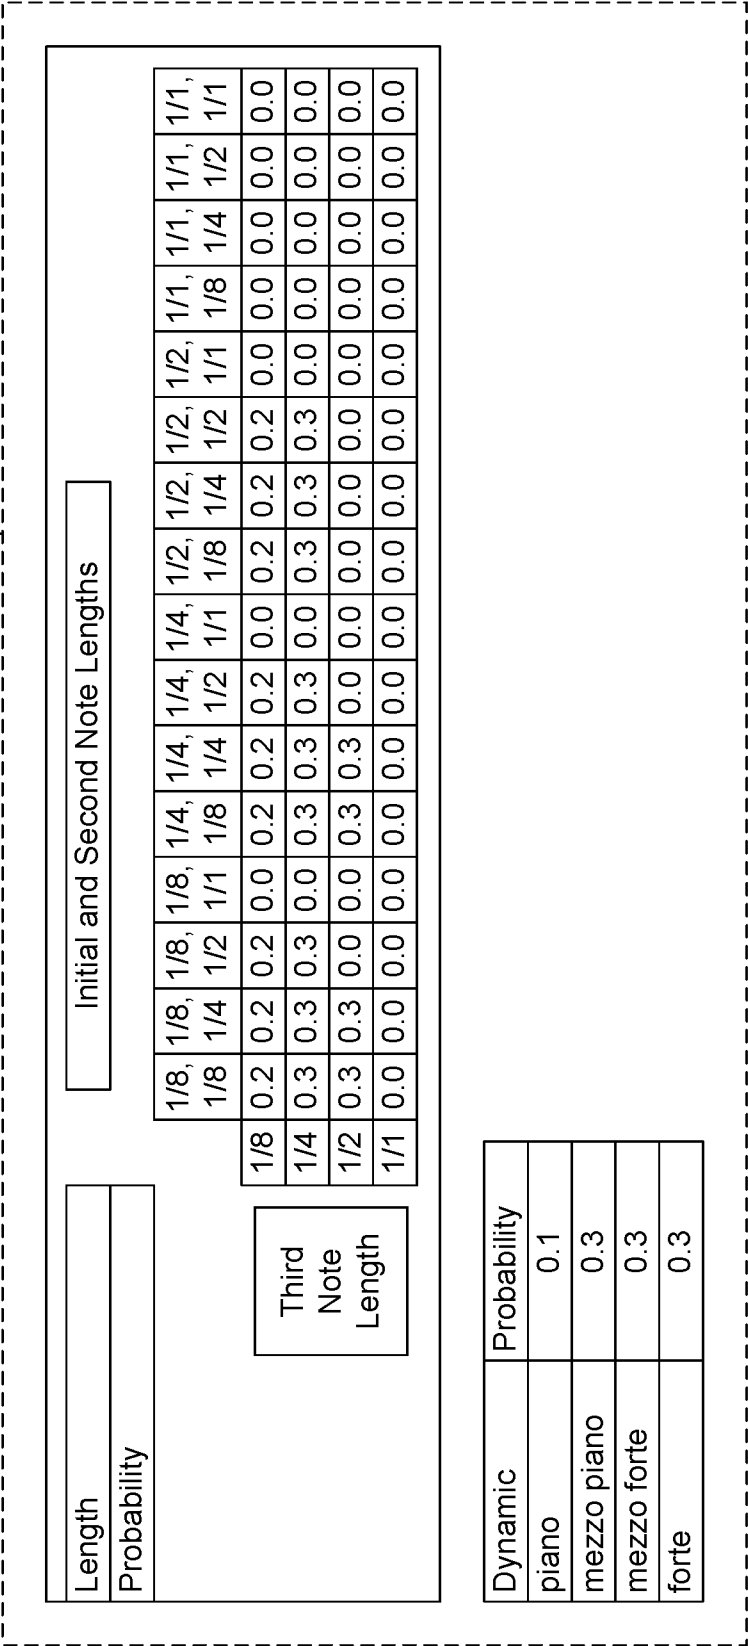 Length
Probability
Initial and Second Note Lengths
1/8, 1/8, 1/8, 1/8, 1/4, 1/4, 1/4, 1/4, 1/2, 1/2, 1/2, 1/2, 1/1, 1/1, 1/1, 1/1,
1/8 1/4 1/2 1/1 1/8 1/4 1/2 1/1 1/8 1/4 1/2 1/1 1/8 1/4 1/2 1/1
Third
Note
Length
1/8 0.2 0.2 0.2 0.0 0.2 0.2 0.2 0.0 0.2 0.2 0.2 0.0 0.0 0.0 0.0 0.0
1/4 0.3 0.3 0.3 0.0 0.3 0.3 0.3 0.0 0.3 0.3 0.3 0.0 0.0 0.0 0.0 0.0
1/2 0.3 0.3 0.0 0.0 0.3 0.3 0.0 0.0 0.0 0.0 0.0 0.0 0.0 0.0 0.0 0.0
1/1 0.0 0.0 0.0 0.0 0.0 0.0 0.0 0.0 0.0 0.0 0.0 0.0 0.0 0.0 0.0 0.0
Dynamic Probability
piano 0.1
mezzo piano 0.3
mezzo forte 0.3
forte 0.3